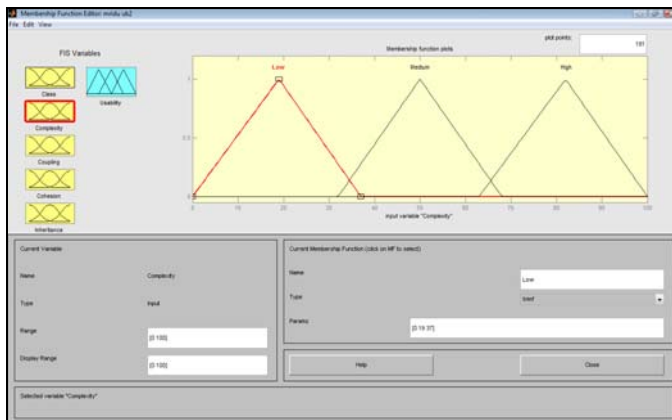 Membership Function Editor: mridu ub2
File Edit View
FIS Variables
Class
Usability
Complexity
Coupling
Cohesion
Inheritance
Membership function plots
plot points:
181
Low
Medium
High
1
0.5
0
0 10 20 30 40 50 60 70 80 90 100
input variable "Complexity"
Current Variable
Name
Complexity
Type
input
Range
[0 100]
Display Range
[0 100]
Current Membership Function (click on MF to select)
Name
Low
Type
trimf
Params
[0 19 37]
Help
Close
Selected variable "Complexity"